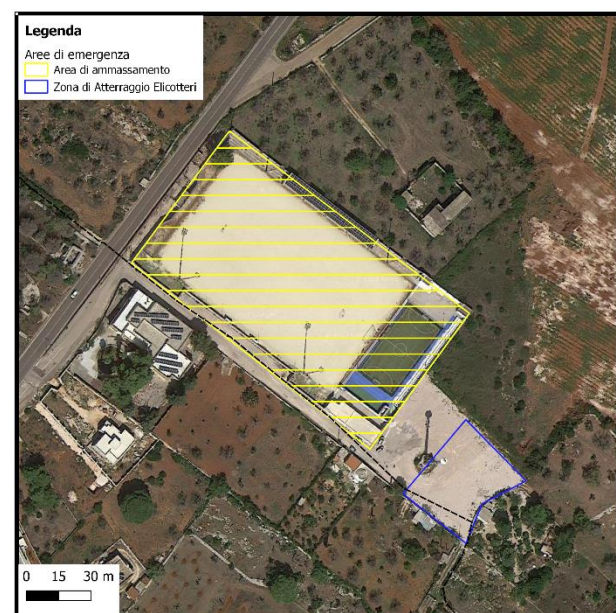 Legenda
Aree di emergenza
Area di ammassamento
Zona di Atterraggio Elicotteri
0 15 30 m